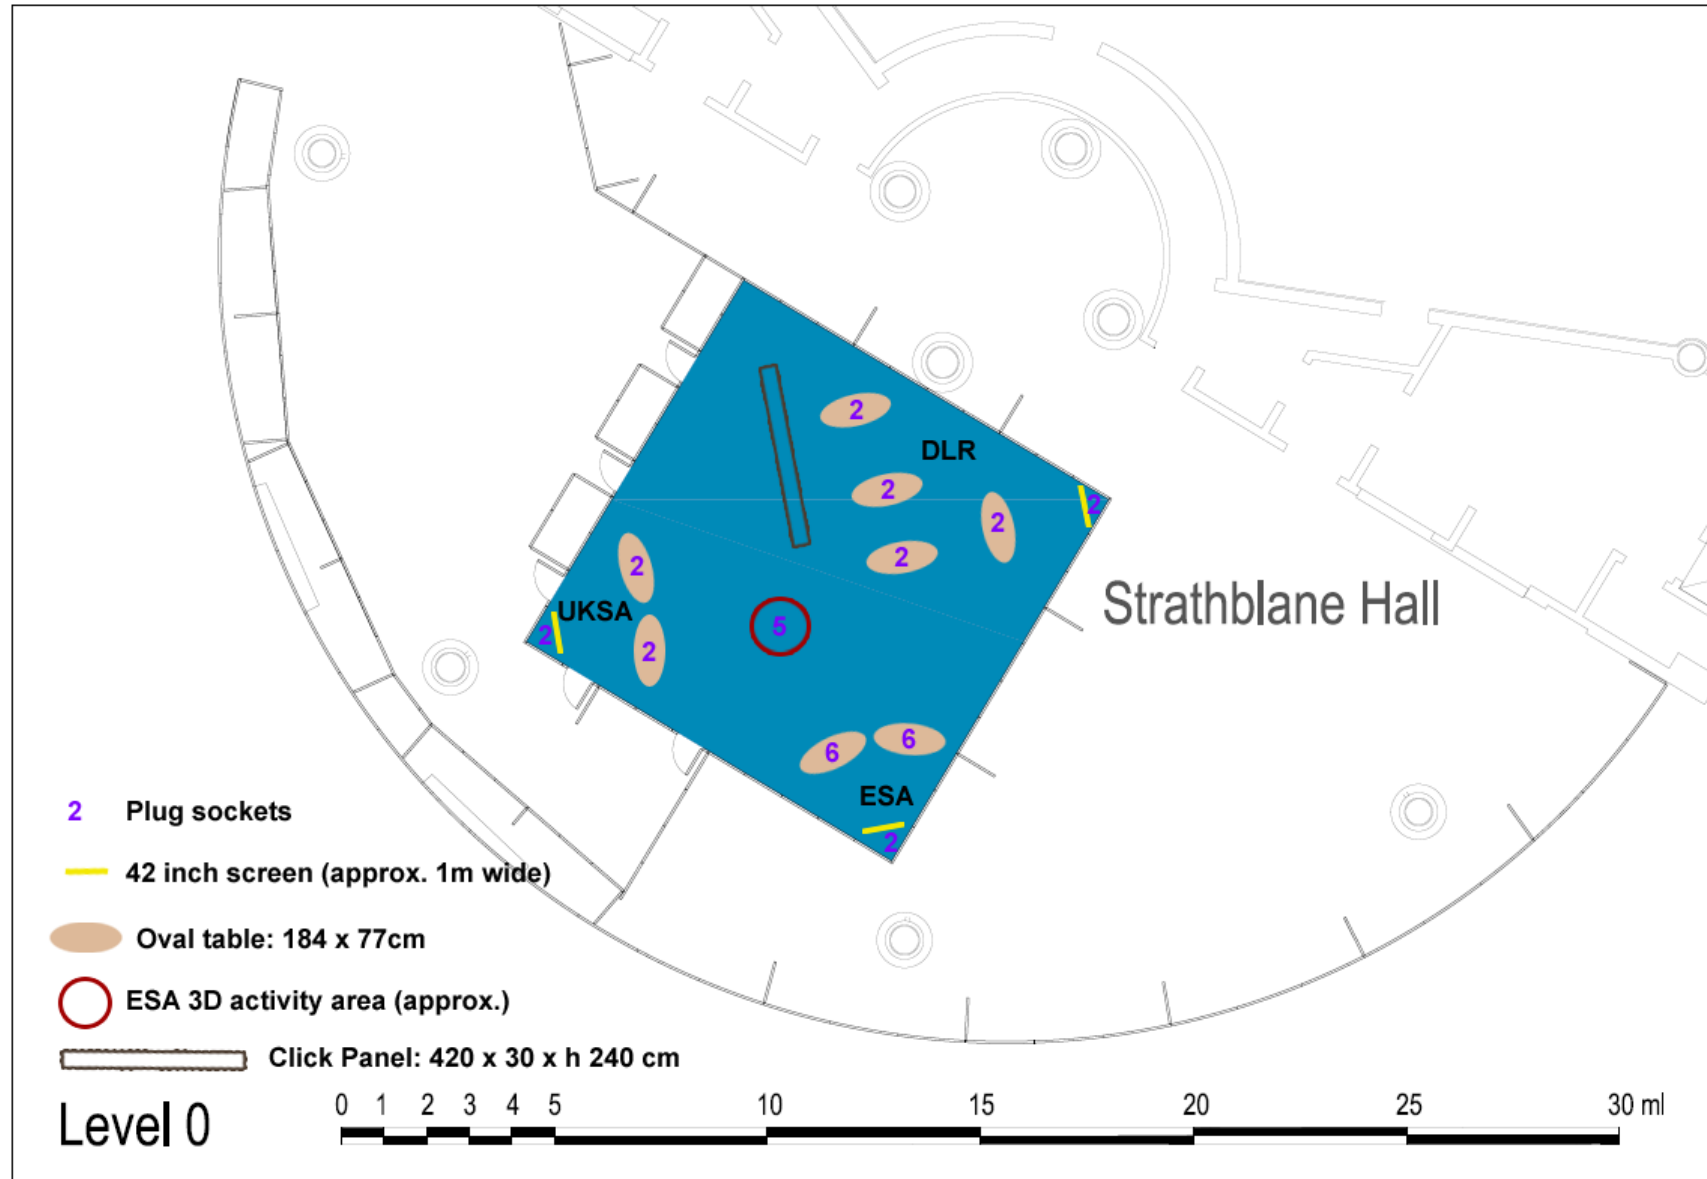 2
DLR
2
2
2
2
2
UKSA
2
2
5
Strathblane Hall
6
6
ESA
2
2 Plug sockets
42 inch screen (approx. 1m wide)
Oval table: 184 x 77cm
ESA 3D activity area (approx.)
Click Panel: 420 x 30 x h 240 cm
Level 0
0 1 2 3 4 5 10 15 20 25 30 ml